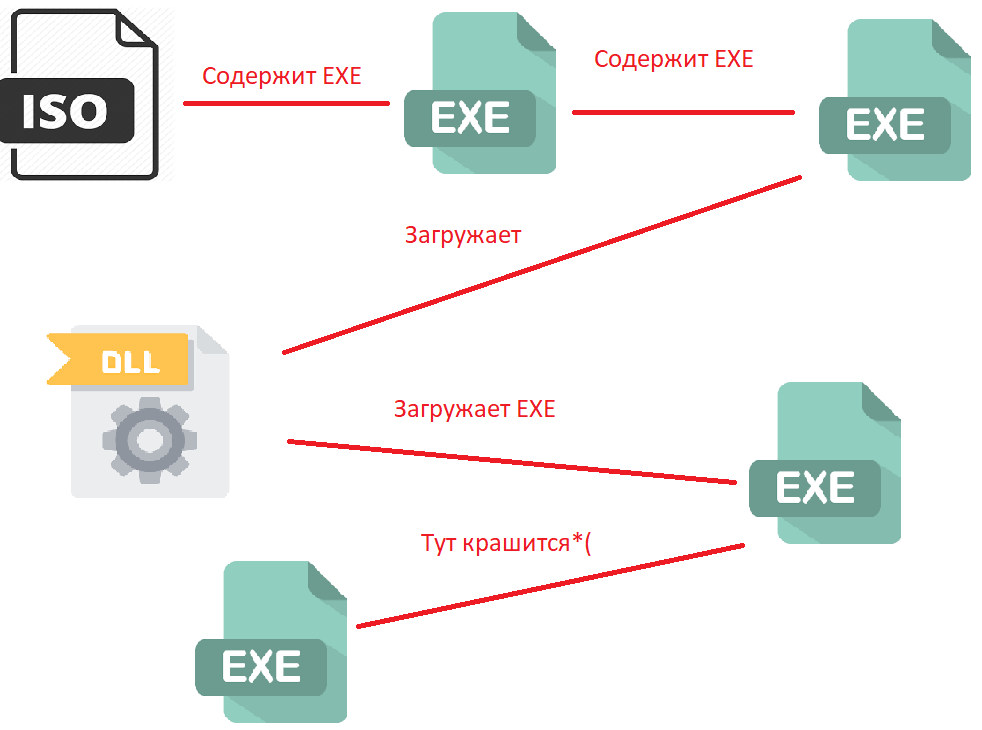 Содержит EXE
Содержит EXE
ISO
EXE
EXE
Загружает
DLL
Загружает EXE
EXE
Тут крашится*(
EXE